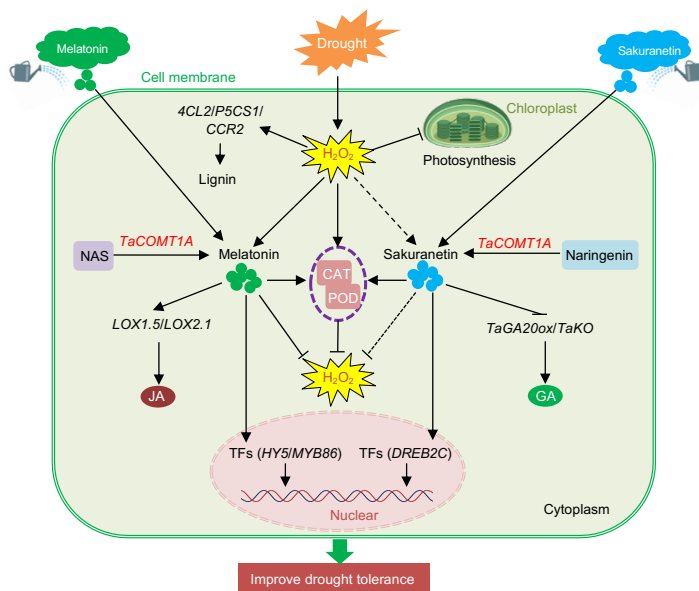 Melatonin
Drought
Sakuranetin
Cell membrane
4CL2/P5CS1/
CCR2
Lignin
H₂O₂
Chloroplast
Photosynthesis
NAS
TaCOMT1A
Melatonin
Sakuranetin
TaCOMT1A
Naringenin
CAT
POD
LOX1.5/LOX2.1
TaGA20ox/TaKO
H₂O₂
JA
GA
TFs (HY5/MYB86)
TFs (DREB2C)
Nuclear
Cytoplasm
Improve drought tolerance